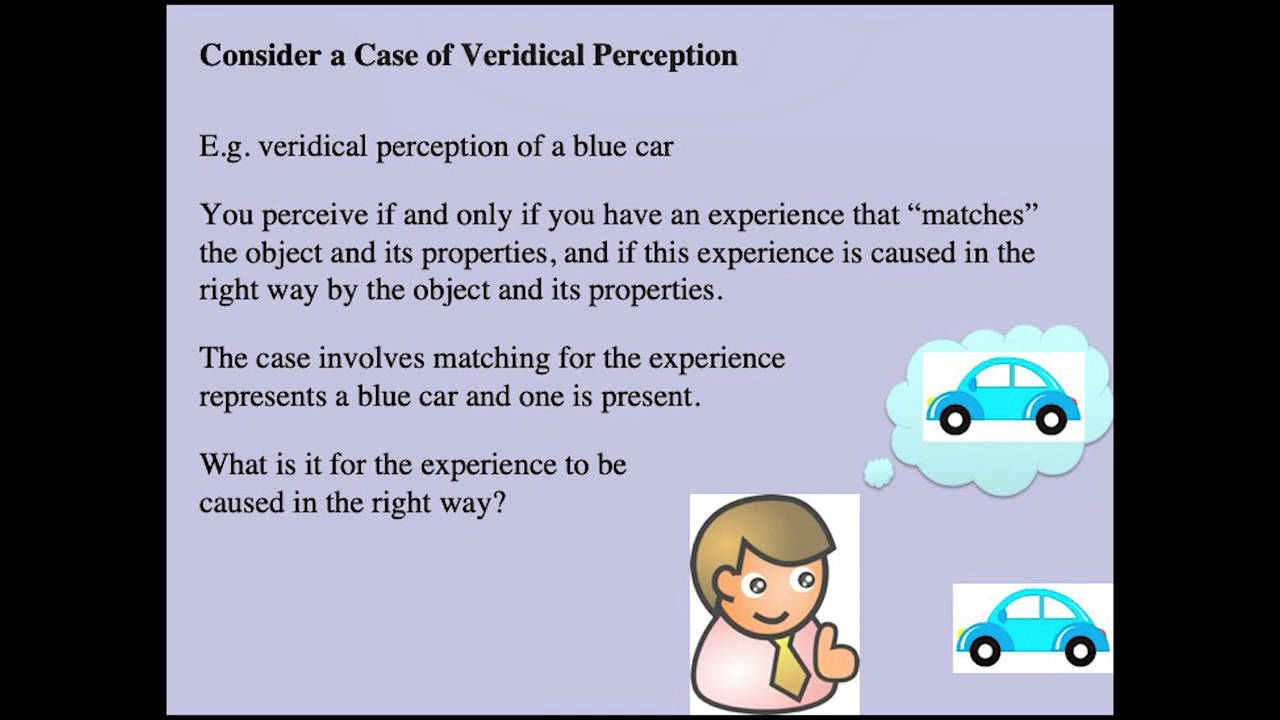 Consider a Case of Veridical Perception
E.g. veridical perception of a blue car
You perceive if and only if you have an experience that “matches”
the object and its properties, and if this experience is caused in the
right way by the object and its properties.
The case involves matching for the experience
represents a blue car and one is present.
What is it for the experience to be
caused in the right way?